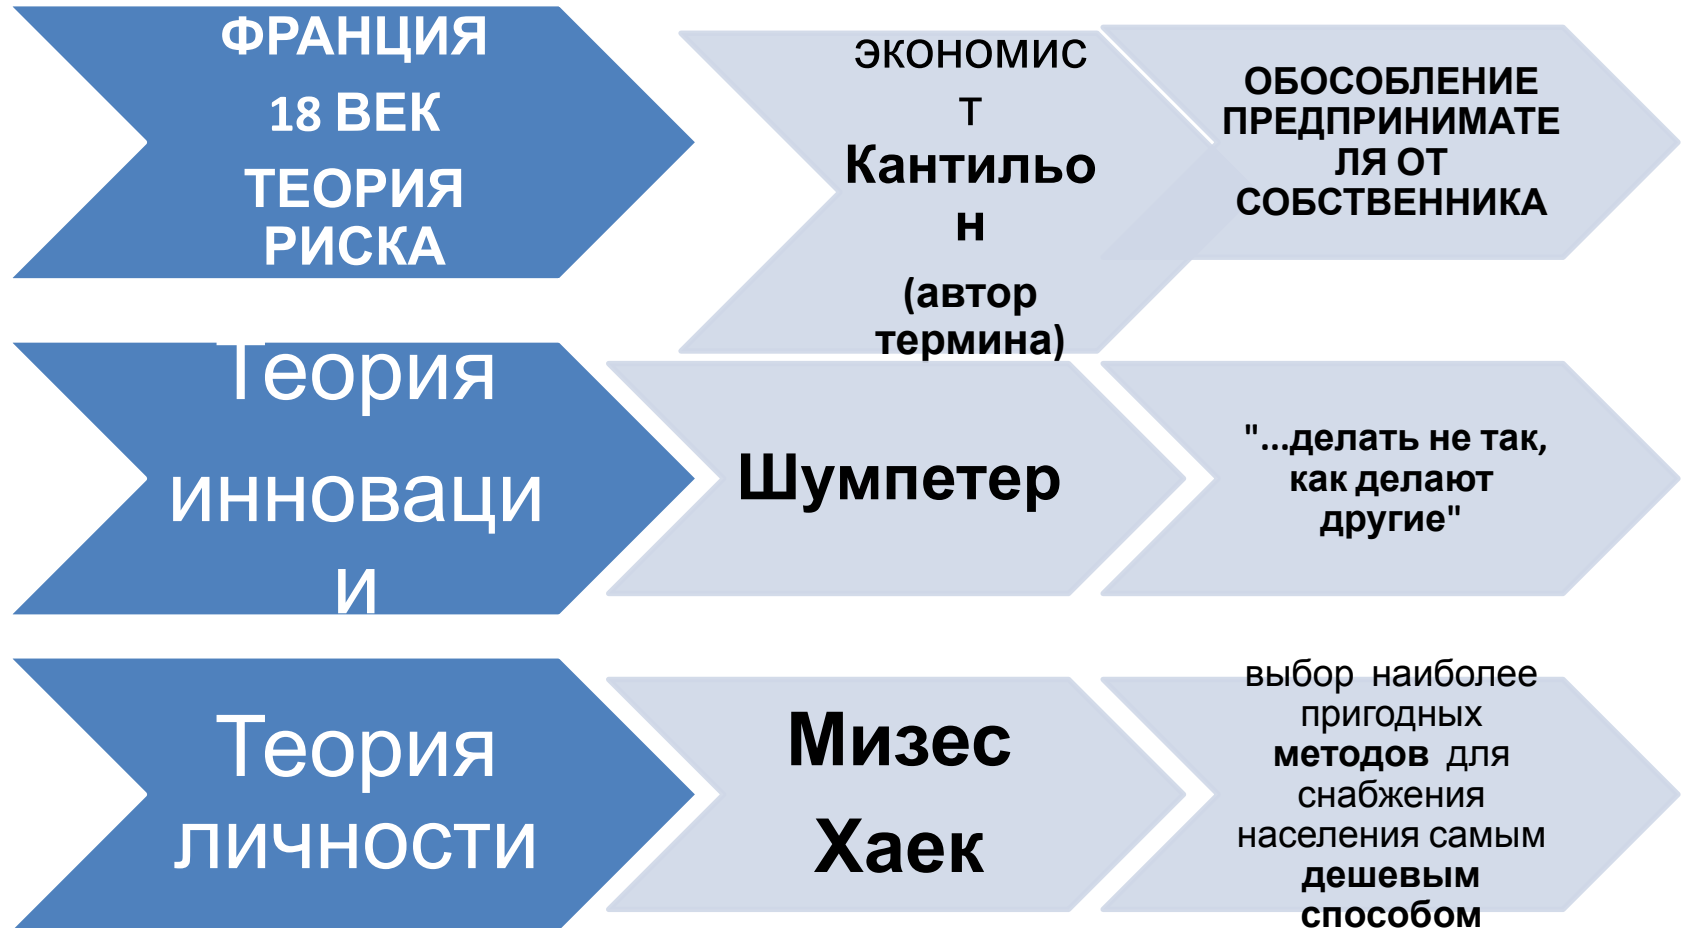 ФРАНЦИЯ
18 ВЕК
ТЕОРИЯ
РИСКА
ЭКОНОМИС
Т
Кантильо
н
(автор
термина)
ОБОСОБЛЕНИЕ
ПРЕДПРИНИМАТЕ
ЛЯ ОТ
СОБСТВЕННИКА
Теория
инноваци
и
Шумпетер
"...делать не так,
как делают
другие"
Теория
личности
Мизес
Хаек
выбор наиболее
пригодных
методов для
снабжения
населения самым
дешевым
способом